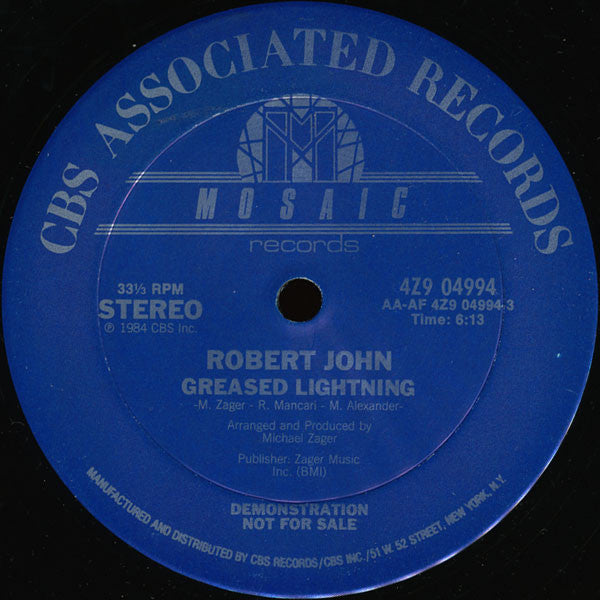 CBS ASSOCIATED RECORDS
MOSAIC
records
33⅓ RPM
STEREO
℗ 1984 CBS Inc.
4Z9 04994
AA-AF 4Z9 04994-3
Time: 6:13
ROBERT JOHN
GREASED LIGHTNING
-M. Zager - R. Mancari - M. Alexander-
Arranged and Produced by
Michael Zager
Publisher: Zager Music
Inc. (BMI)
DEMONSTRATION
NOT FOR SALE
MANUFACTURED AND DISTRIBUTED BY CBS RECORDS/CBS INC./51 W. 52 STREET, NEW YORK, N.Y.